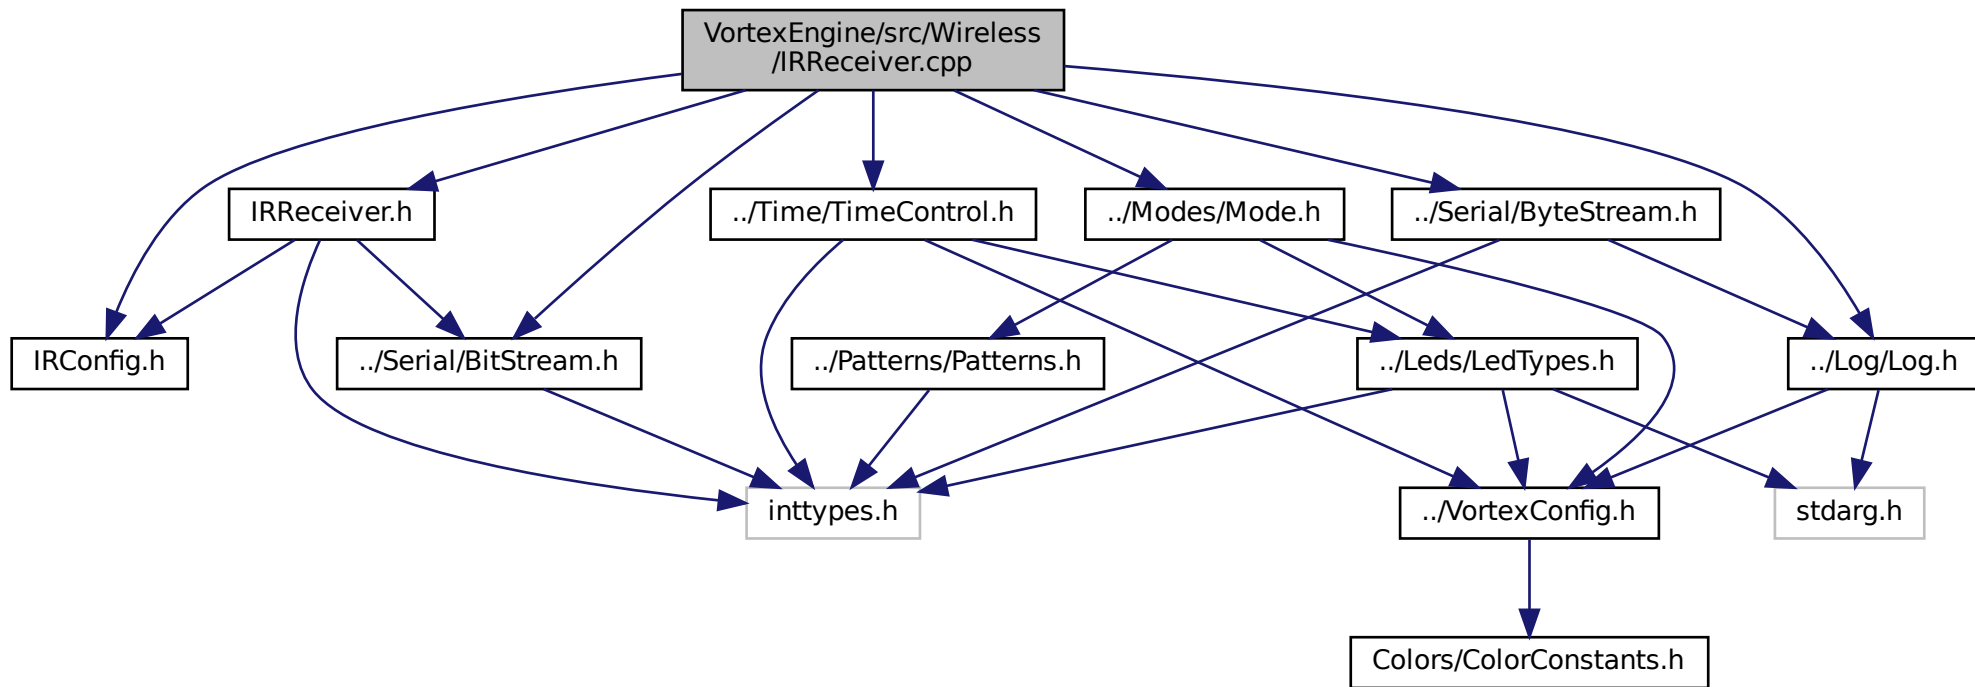 VortexEngine/src/Wireless
/IRReceiver.cpp
IRReceiver.h
../Time/TimeControl.h
../Modes/Mode.h
../Serial/ByteStream.h
IRConfig.h
../Serial/BitStream.h
../Patterns/Patterns.h
../Leds/LedTypes.h
../Log/Log.h
inttypes.h
../VortexConfig.h
stdarg.h
Colors/ColorConstants.h